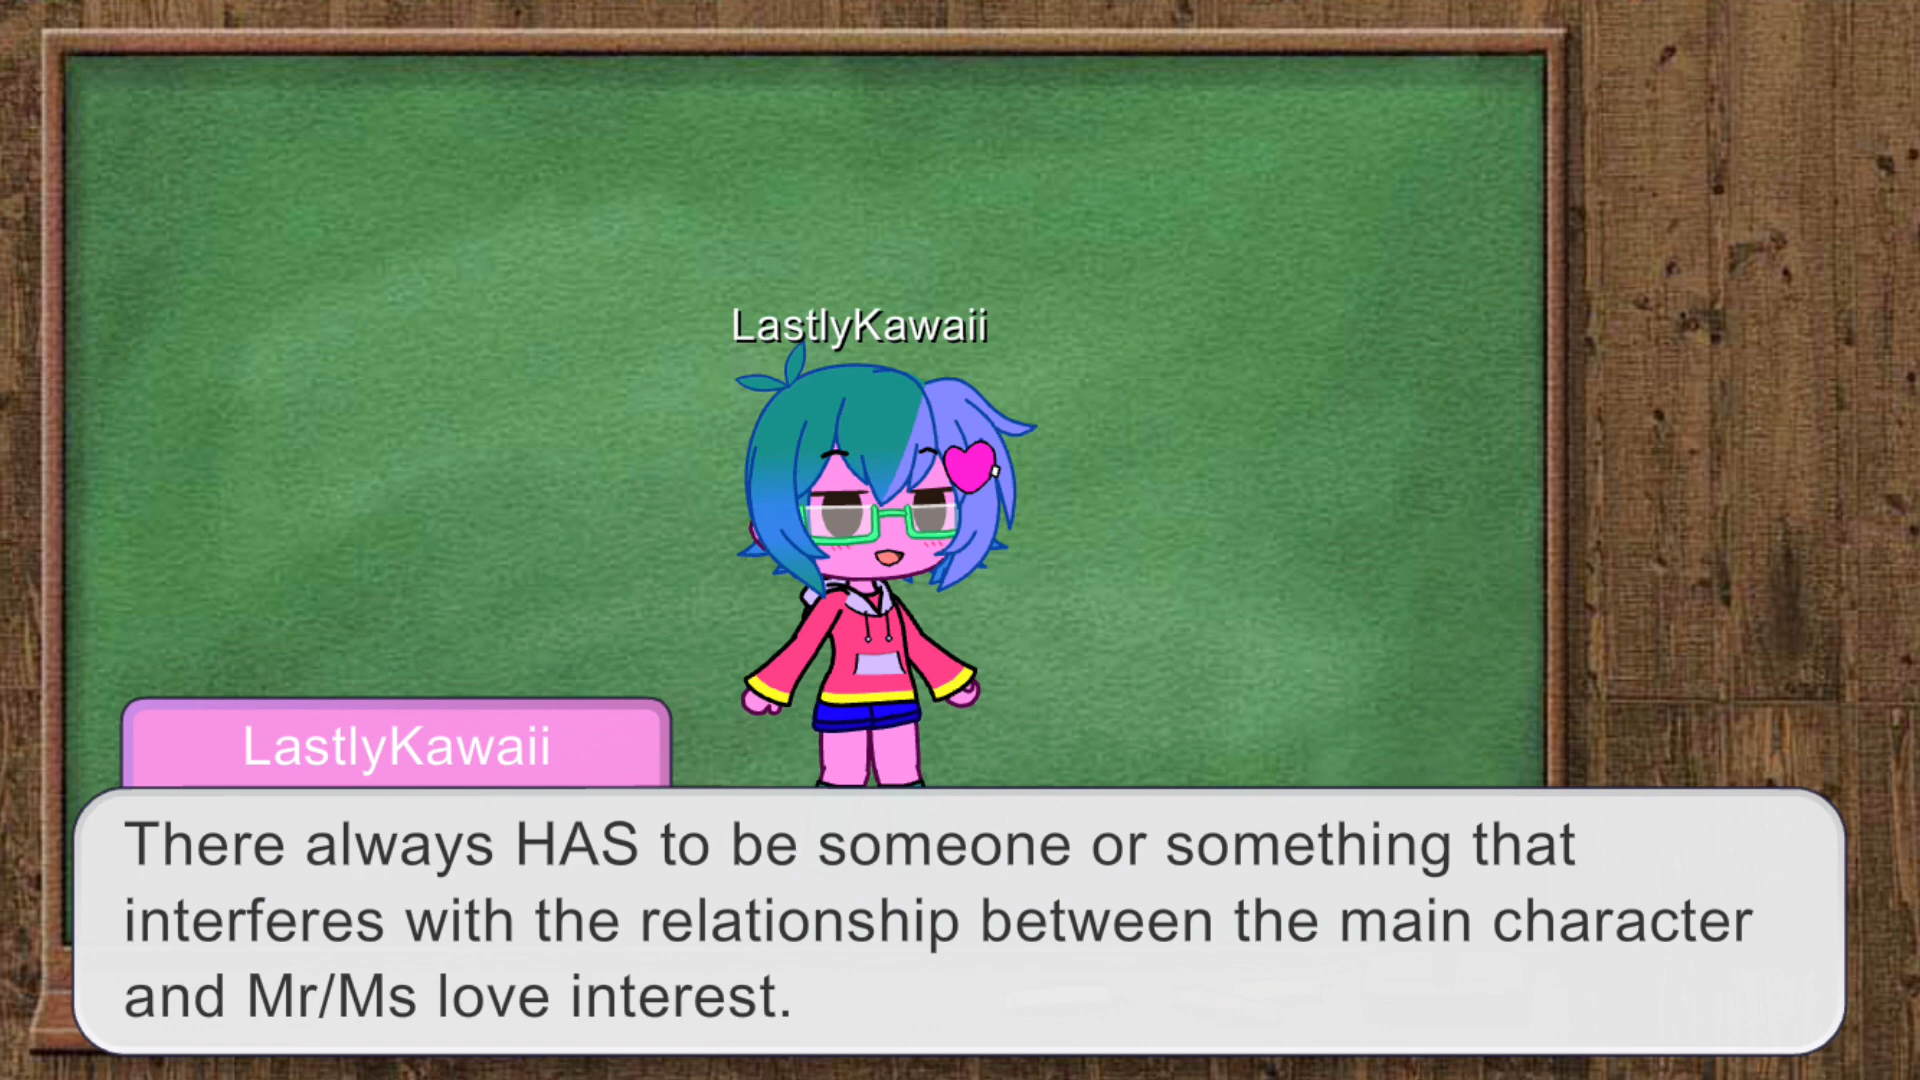 LastlyKawaii
LastlyKawaii
There always HAS to be someone or something that
interferes with the relationship between the main character
and Mr/Ms love interest.